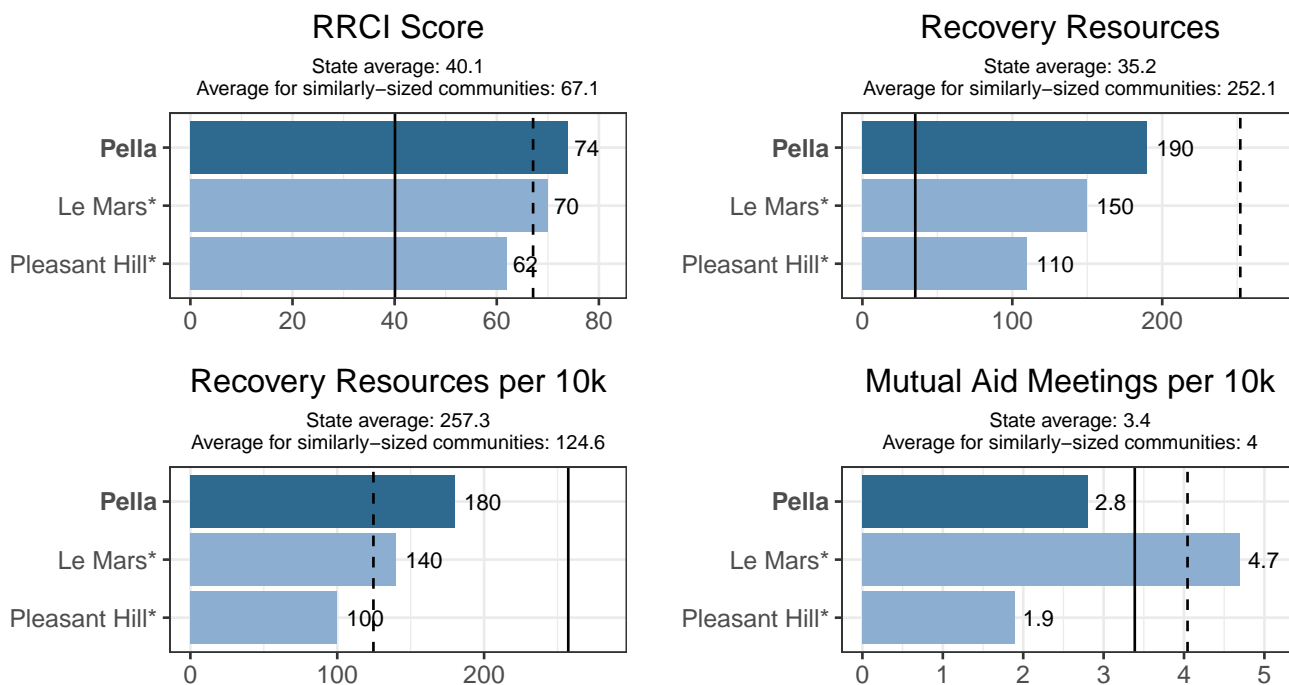 RRCI Score
State average: 40.1
Average for similarly−sized communities: 67.1
Pella
74
Le Mars*
70
Pleasant Hill*
62
0 20 40 60 80
Recovery Resources
State average: 35.2
Average for similarly−sized communities: 252.1
Pella
190
Le Mars*
150
Pleasant Hill*
110
0 100 200
Recovery Resources per 10k
State average: 257.3
Average for similarly−sized communities: 124.6
Pella
180
Le Mars*
140
Pleasant Hill*
100
0 100 200
Mutual Aid Meetings per 10k
State average: 3.4
Average for similarly−sized communities: 4
Pella
2.8
Le Mars*
4.7
Pleasant Hill*
1.9
0 1 2 3 4 5